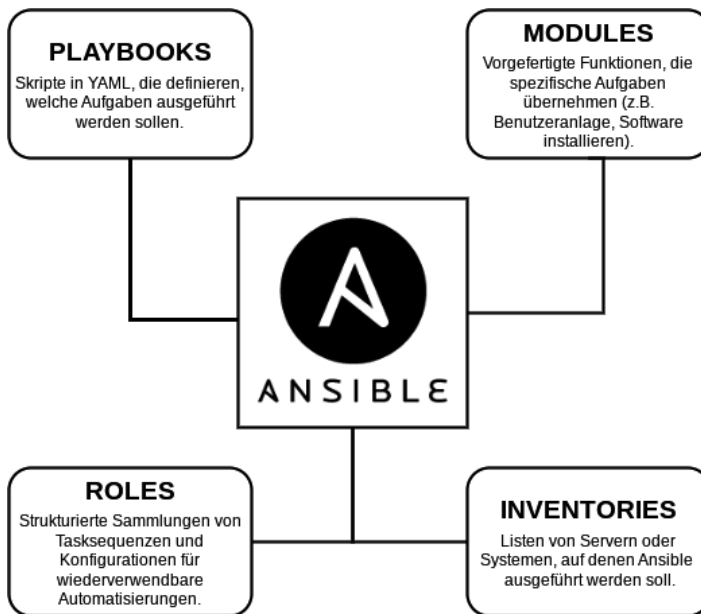 PLAYBOOKS
Skripte in YAML, die definieren,
welche Aufgaben ausgeführt
werden sollen.
MODULES
Vorgefertigte Funktionen, die
spezifische Aufgaben
übernehmen (z.B.
Benutzeranlage, Software
installieren).
ANSIBLE
ROLES
Strukturierte Sammlungen von
Tasksequenzen und
Konfigurationen für
wiederverwendbare
Automatisierungen.
INVENTORIES
Listen von Servern oder
Systemen, auf denen Ansible
ausgeführt werden soll.